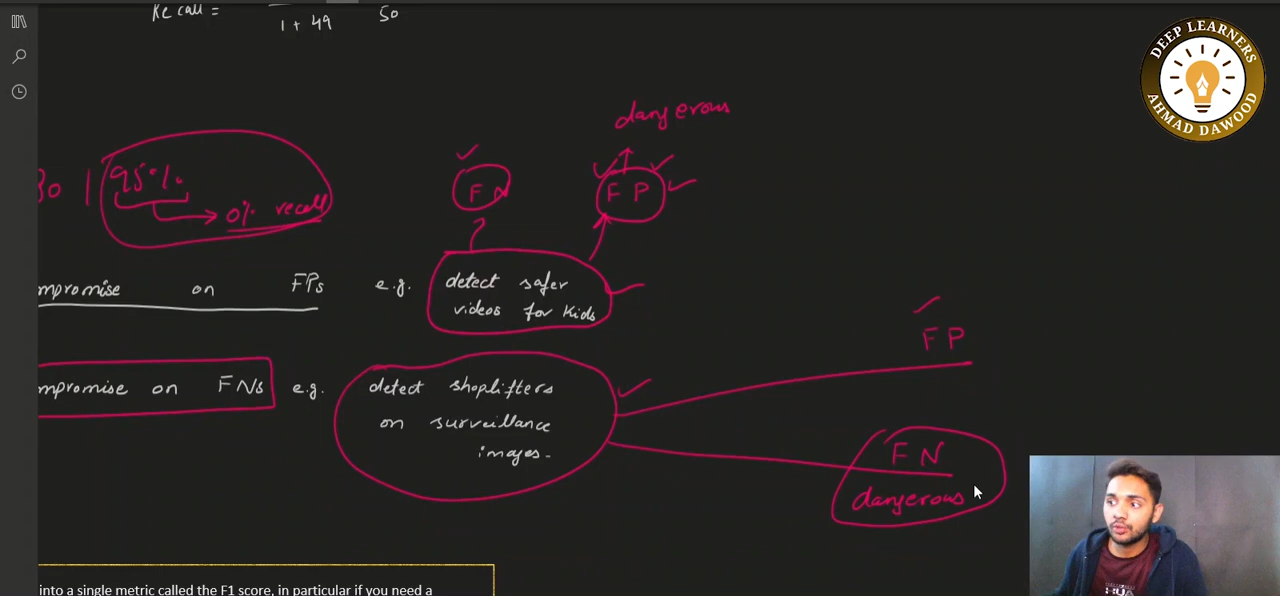 Recall =
1 + 49 50
DEEP LEARNERS
AHMAD DAWOOD
dangerous
30 | 95%
0% recall
FN
FP
mpromise on FPs e.g. detect safer
videos for kids
FP
mpromise on FNs e.g. detect shoplifters
on surveillance
images.
FN
dangerous
into a single metric called the F1 score, in particular if you need a